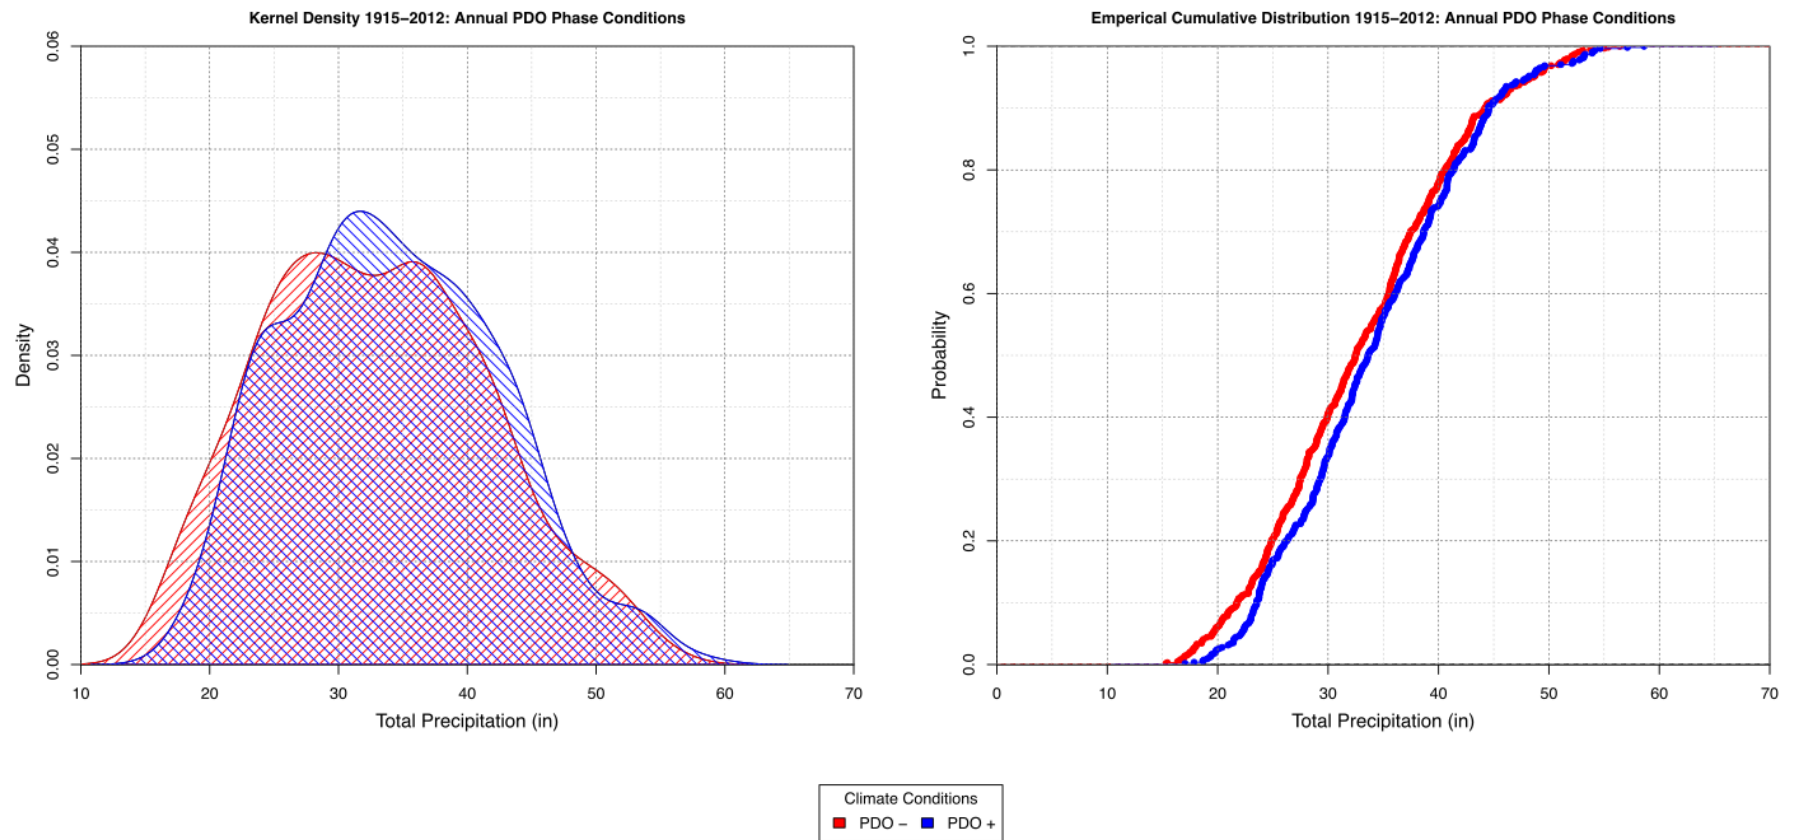 Kernel Density 1915−2012: Annual PDO Phase Conditions
Density
0.00 0.01 0.02 0.03 0.04 0.05 0.06
10 20 30 40 50 60 70
Total Precipitation (in)
Emperical Cumulative Distribution 1915−2012: Annual PDO Phase Conditions
Probability
0.0 0.2 0.4 0.6 0.8 1.0
0 10 20 30 40 50 60 70
Total Precipitation (in)
Climate Conditions
PDO − PDO +